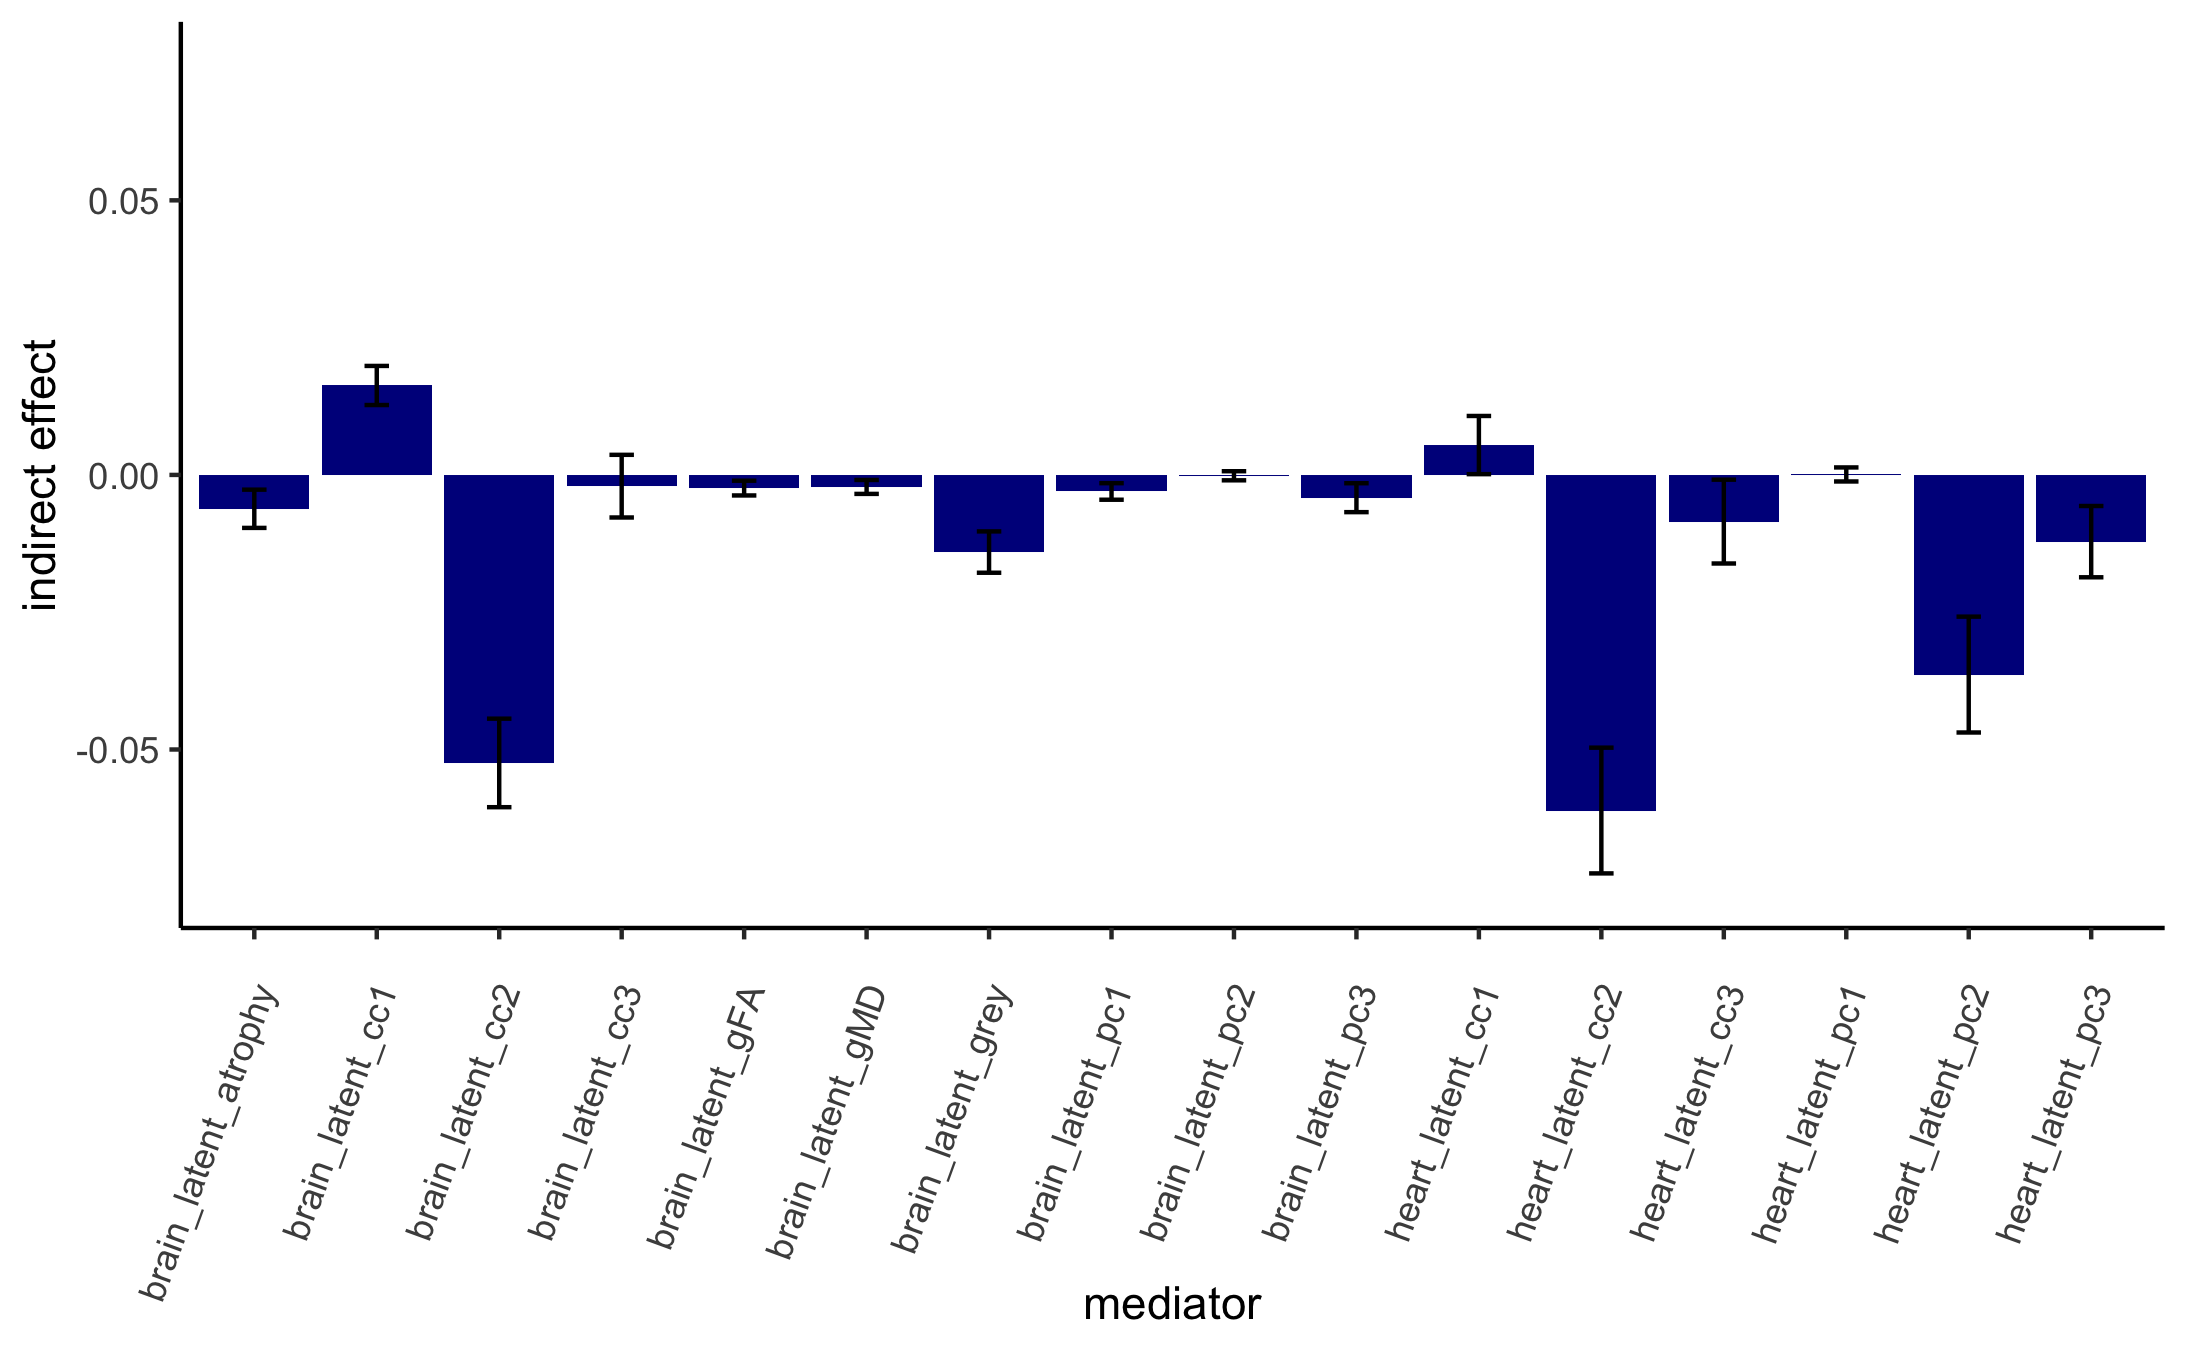 indirect effect
0.05
0.00
-0.05
brain_latent_atrophy
brain_latent_cc1
brain_latent_cc2
brain_latent_cc3
brain_latent_gFA
brain_latent_gMD
brain_latent_grey
brain_latent_pc1
brain_latent_pc2
brain_latent_pc3
heart_latent_cc1
heart_latent_cc2
heart_latent_cc3
heart_latent_pc1
heart_latent_pc2
heart_latent_pc3
mediator